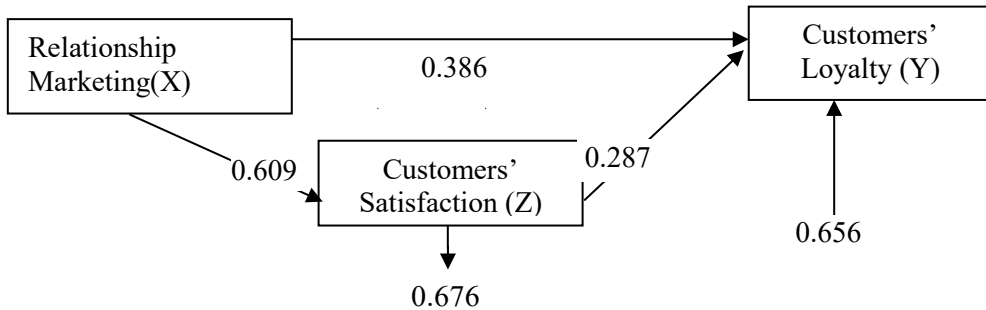 Relationship
Marketing(X)
0.386
Customers’
Loyalty (Y)
0.609
Customers’
Satisfaction (Z)
0.287
0.656
0.676